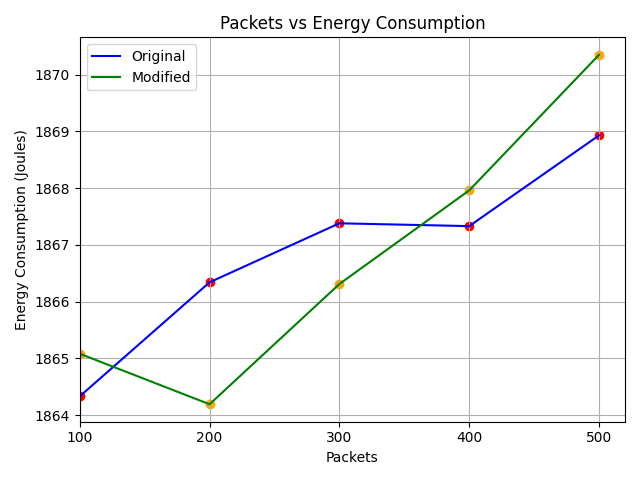 Packets vs Energy Consumption
Original
Modified
Energy Consumption (Joules)
1870
1869
1868
1867
1866
1865
1864
100 200 300 400 500
Packets